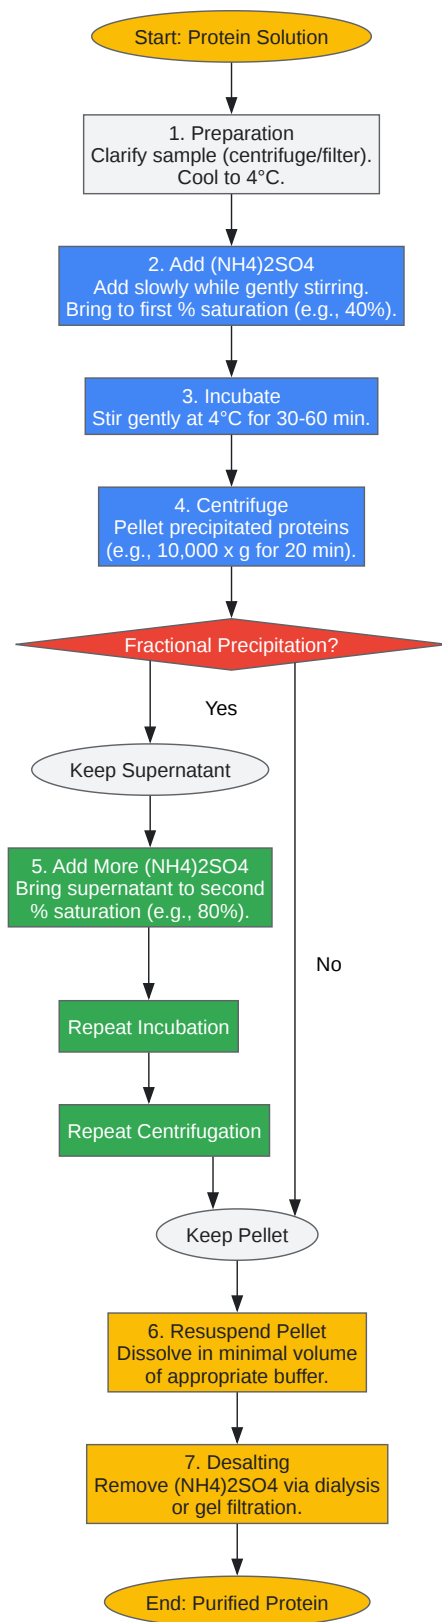 Start: Protein Solution
1. Preparation
Clarify sample (centrifuge/filter).
Cool to 4°C.
2. Add (NH4)2SO4
Add slowly while gently stirring.
Bring to first % saturation (e.g., 40%).
3. Incubate
Stir gently at 4°C for 30-60 min.
4. Centrifuge
Pellet precipitated proteins
(e.g., 10,000 x g for 20 min).
Fractional Precipitation?
Yes
Keep Supernatant
5. Add More (NH4)2SO4
Bring supernatant to second
% saturation (e.g., 80%).
No
Repeat Incubation
Repeat Centrifugation
Keep Pellet
6. Resuspend Pellet
Dissolve in minimal volume
of appropriate buffer.
7. Desalting
Remove (NH4)2SO4 via dialysis
or gel filtration.
End: Purified Protein